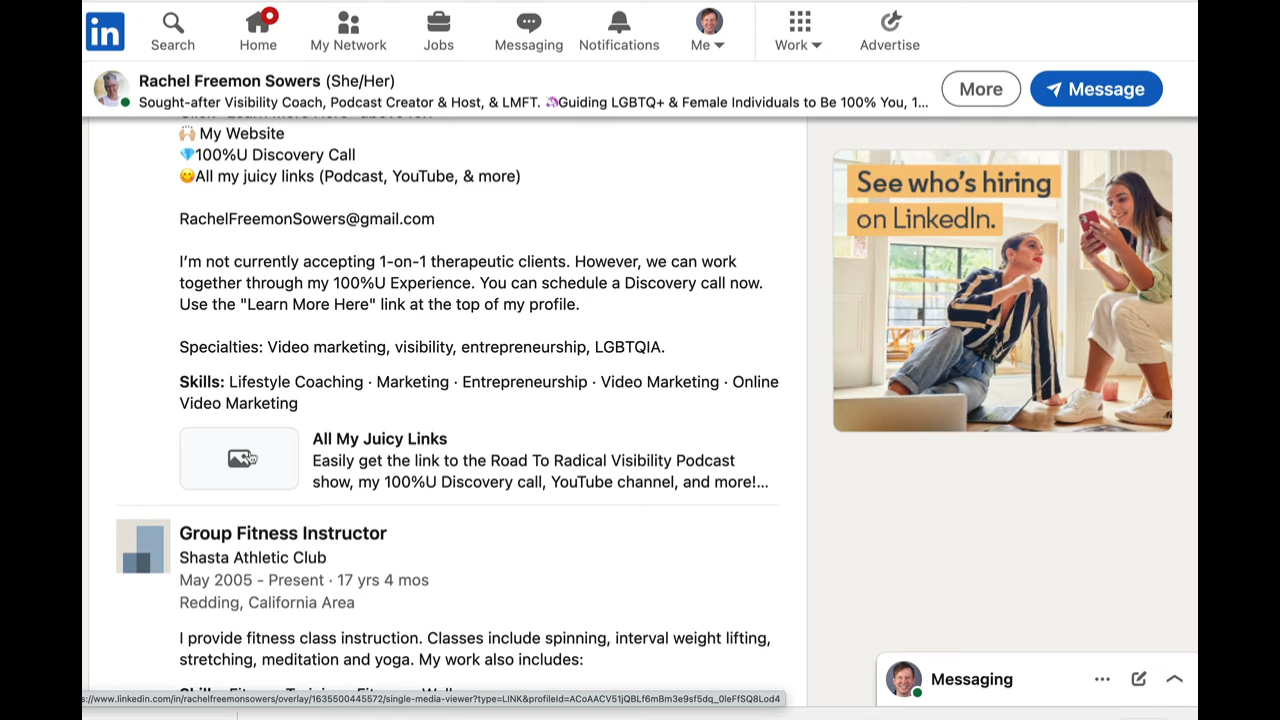 in
Search
Home
My Network
Jobs
Messaging
Notifications
Me
Work
Advertise
Rachel Freemon Sowers (She/Her)
Sought-after Visibility Coach, Podcast Creator & Host, & LMFT. 🦄Guiding LGBTQ+ & Female Individuals to Be 100% You, 1...
More
Message
🙌🏼 My Website
💎100%U Discovery Call
😋All my juicy links (Podcast, YouTube, & more)
RachelFreemonSowers@gmail.com
I'm not currently accepting 1-on-1 therapeutic clients. However, we can work
together through my 100%U Experience. You can schedule a Discovery call now.
Use the "Learn More Here" link at the top of my profile.
Specialties: Video marketing, visibility, entrepreneurship, LGBTQIA.
Skills: Lifestyle Coaching · Marketing · Entrepreneurship · Video Marketing · Online
Video Marketing
All My Juicy Links
Easily get the link to the Road To Radical Visibility Podcast
show, my 100%U Discovery call, YouTube channel, and more!...
Group Fitness Instructor
Shasta Athletic Club
May 2005 - Present · 17 yrs 4 mos
Redding, California Area
I provide fitness class instruction. Classes include spinning, interval weight lifting,
stretching, meditation and yoga. My work also includes:
See who's hiring
on LinkedIn.
Messaging